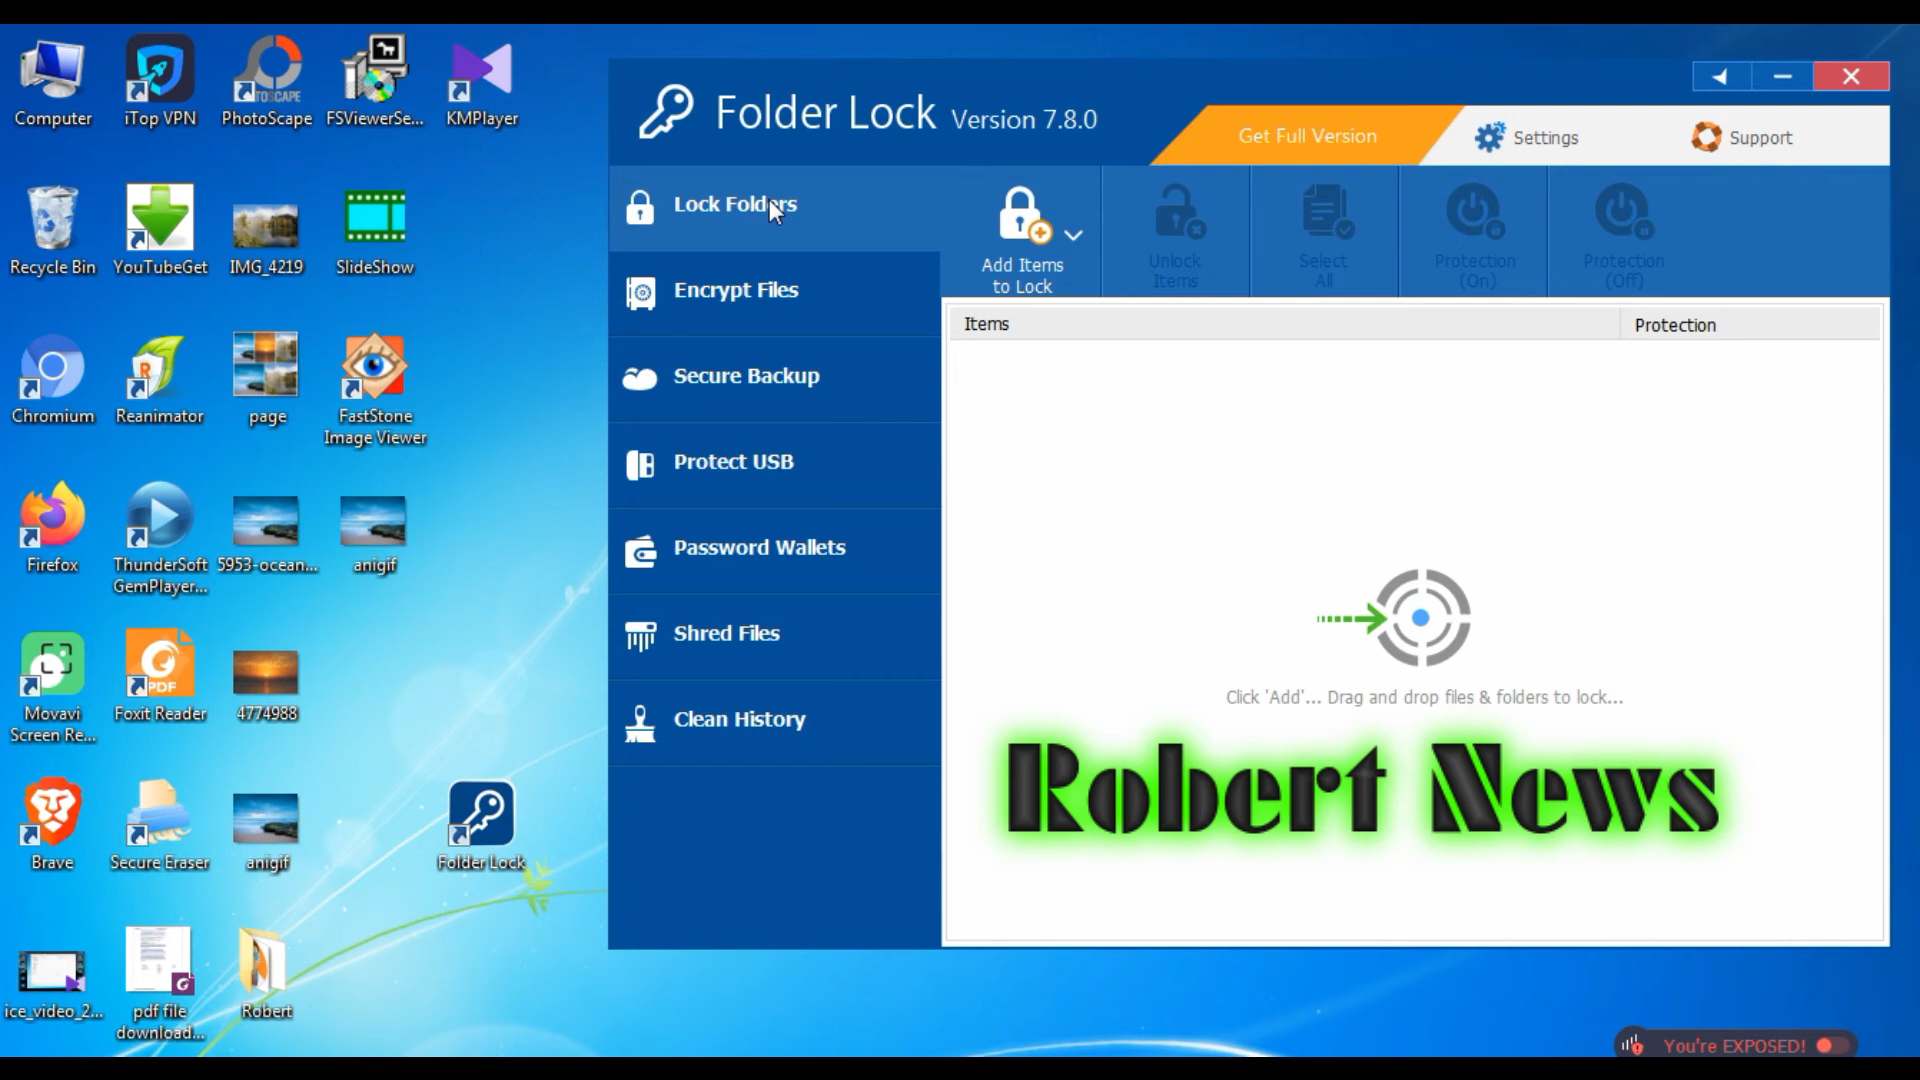 Computer
iTop VPN
PhotoScape
FSViewerSe...
KMPlayer
Recycle Bin
YouTubeGet
IMG_4219
SlideShow
Chromium
Reanimator
page
FastStone
Image Viewer
Firefox
ThunderSoft
GemPlayer...
5953-ocean...
anigif
Movavi
Screen Re...
PDF
Foxit Reader
4774988
Brave
Secure Eraser
anigif
Folder Lock
ice_video_2...
pdf file
download...
Robert
Folder Lock Version 7.8.0
Get Full Version
Settings
Support
Lock Folders
Encrypt Files
Secure Backup
Protect USB
Password Wallets
Shred Files
Clean History
Add Items
to Lock
Unlock
Items
Select
All
Protection
(On)
Protection
(Off)
Items
Protection
Click 'Add'... Drag and drop files & folders to lock...
Robert News
You're EXPOSED!